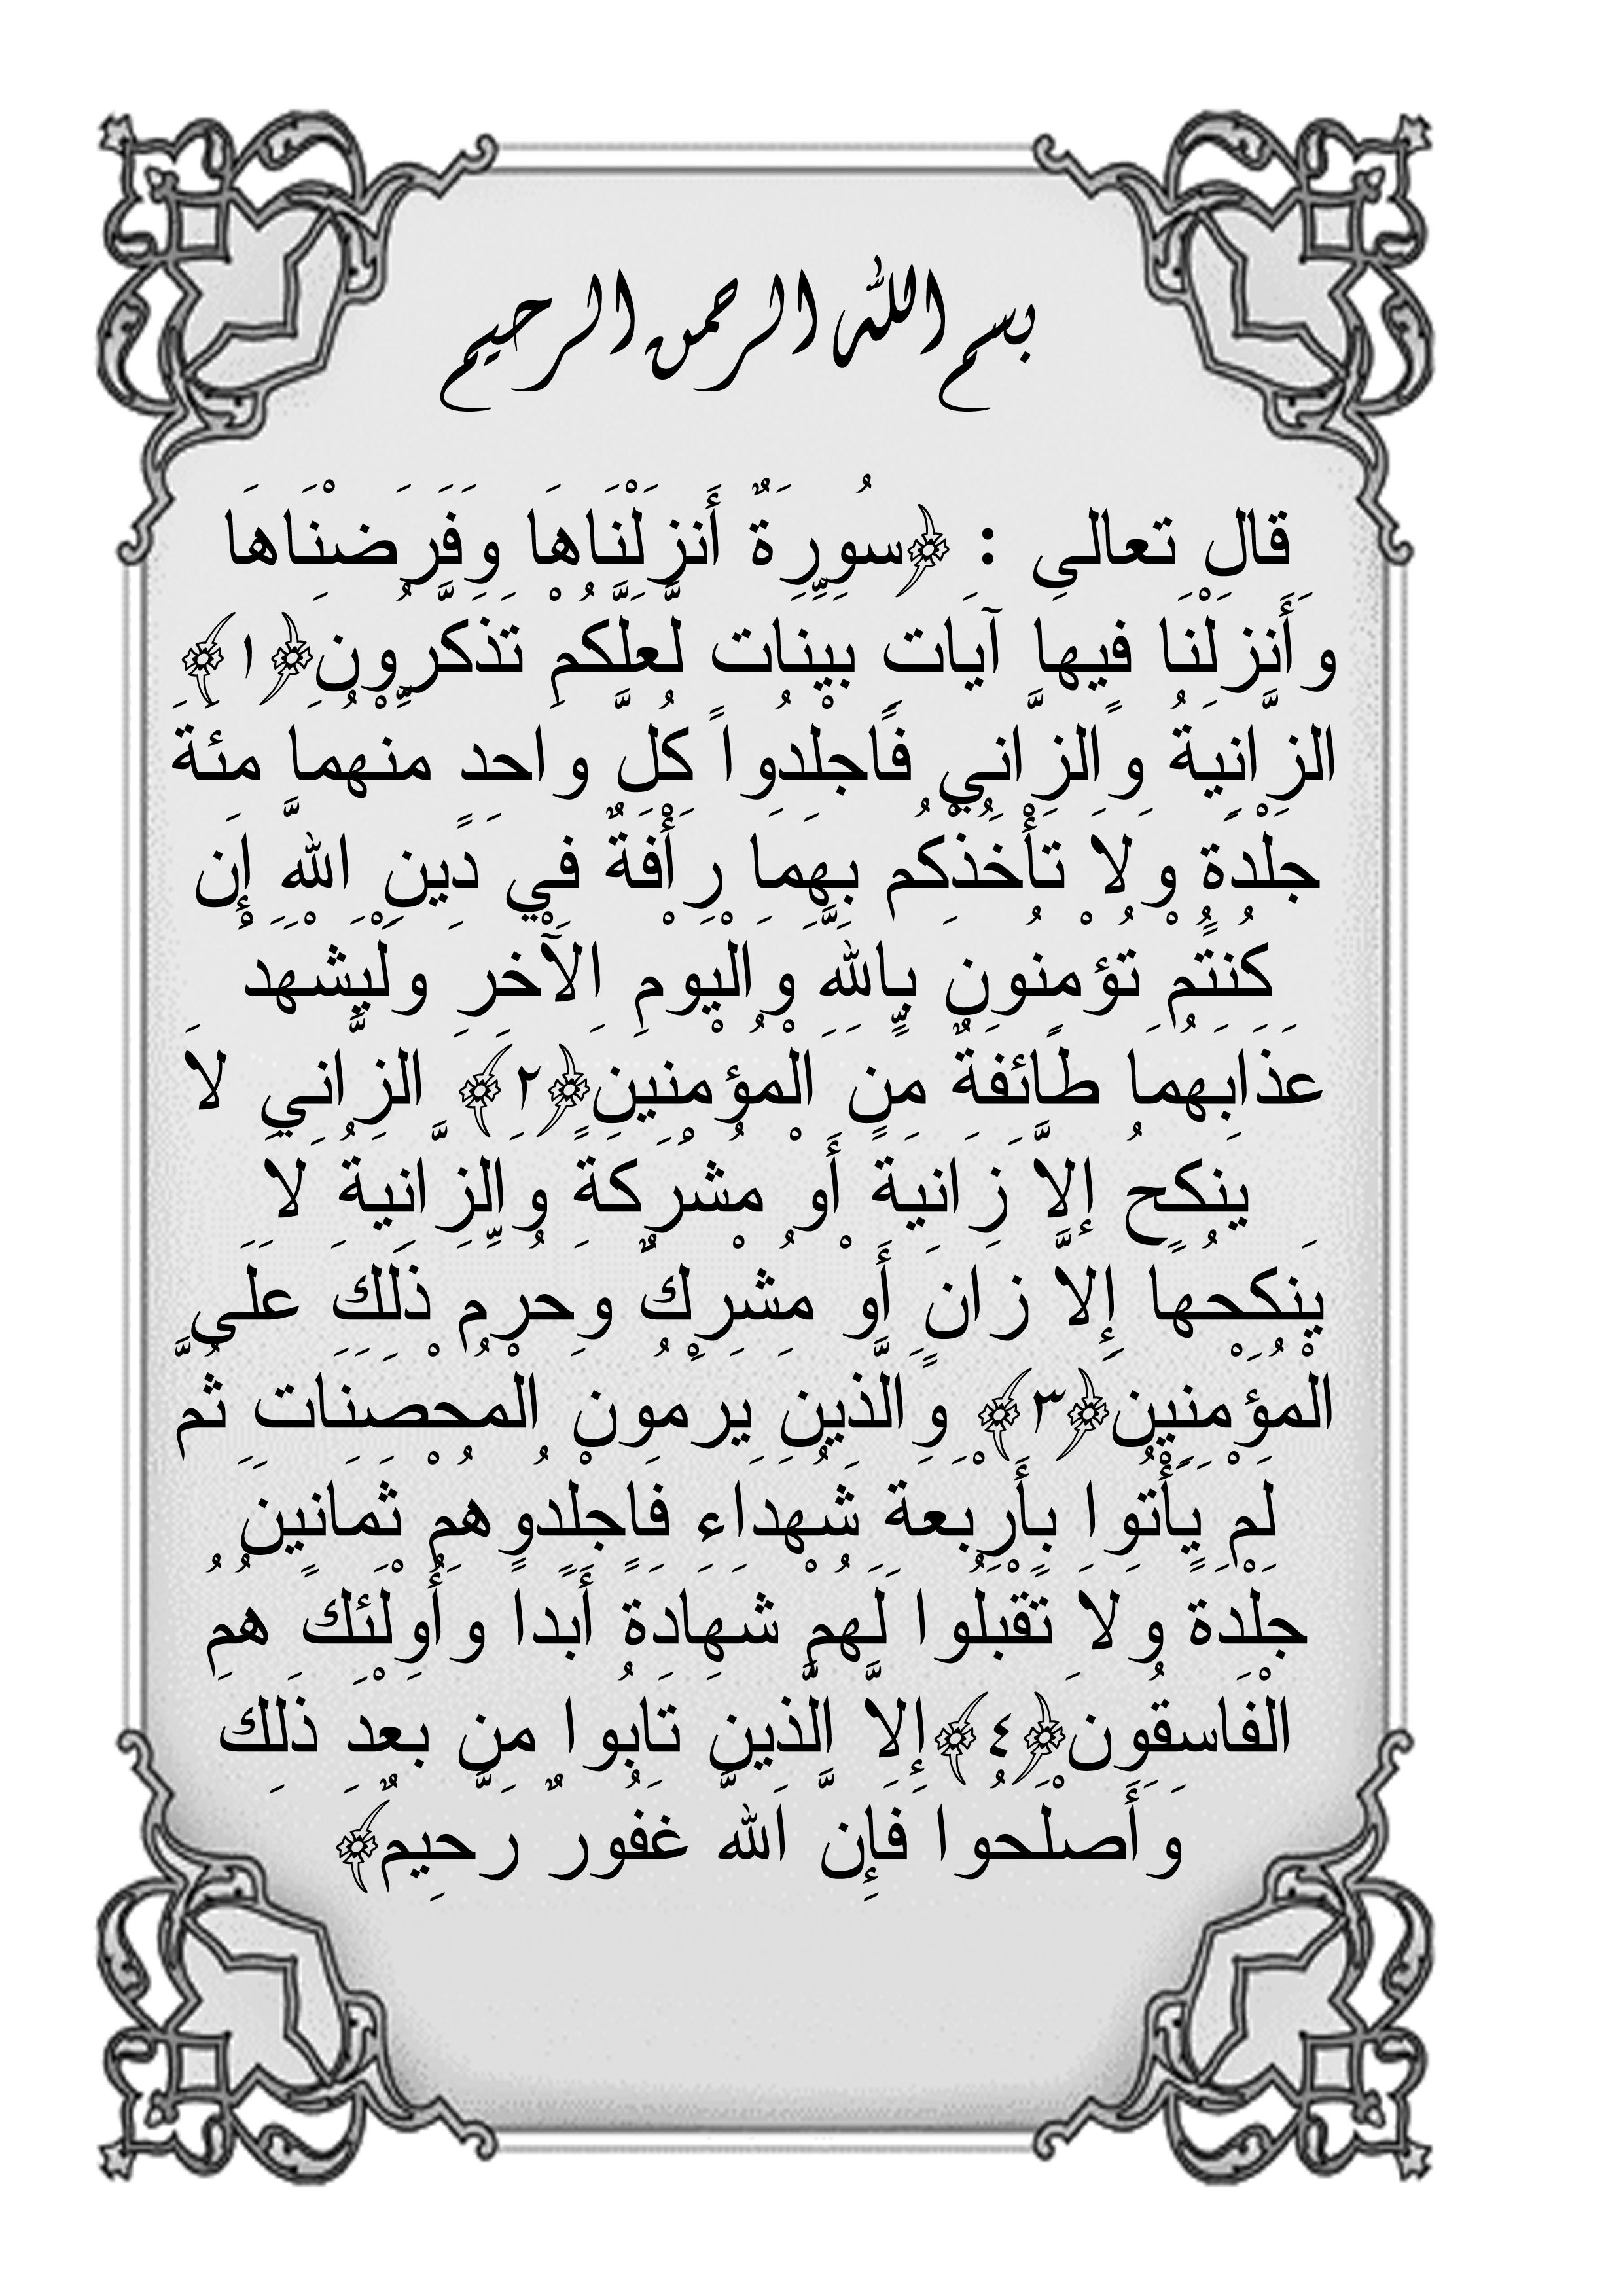 بسم الله الرحمن الرحيم
قال تعالى : ﴿سُورَةٌ أَنزَلْنَاهَا وَفَرَضْنَاهَا
وَأَنزَلْنَا فِيهَا آيَاتٍ بَيِّنَاتٍ لَّعَلَّكُمْ تَذَكَّرُونَ﴿١﴾
الزَّانِيَةُ وَالزَّانِي فَاجْلِدُوا كُلَّ وَاحِدٍ مِّنْهُمَا مِئَةَ
جَلْدَةٍ وَلَا تَأْخُذْكُم بِهِمَا رَأْفَةٌ فِي دِينِ اللَّهِ إِن
كُنتُمْ تُؤْمِنُونَ بِاللَّهِ وَالْيَوْمِ الْآخِرِ وَلْيَشْهَدْ
عَذَابَهُمَا طَائِفَةٌ مِّنَ الْمُؤْمِنِينَ﴿٢﴾ الزَّانِي لَا
يَنكِحُ إِلَّا زَانِيَةً أَوْ مُشْرِكَةً وَالزَّانِيَةُ لَا
يَنكِحُهَا إِلَّا زَانٍ أَوْ مُشْرِكٌ وَحُرِّمَ ذَلِكَ عَلَى
الْمُؤْمِنِينَ﴿٣﴾ وَالَّذِينَ يَرْمُونَ الْمُحْصَنَاتِ ثُمَّ
لَمْ يَأْتُوا بِأَرْبَعَةِ شُهَدَاءَ فَاجْلِدُوهُمْ ثَمَانِينَ
جَلْدَةً وَلَا تَقْبَلُوا لَهُمْ شَهَادَةً أَبَداً وَأُوْلَئِكَ هُمُ
الْفَاسِقُونَ﴿٤﴾إِلَّا الَّذِينَ تَابُوا مِن بَعْدِ ذَلِكَ
وَأَصْلَحُوا فَإِنَّ اللَّهَ غَفُورٌ رَّحِيمٌ﴾